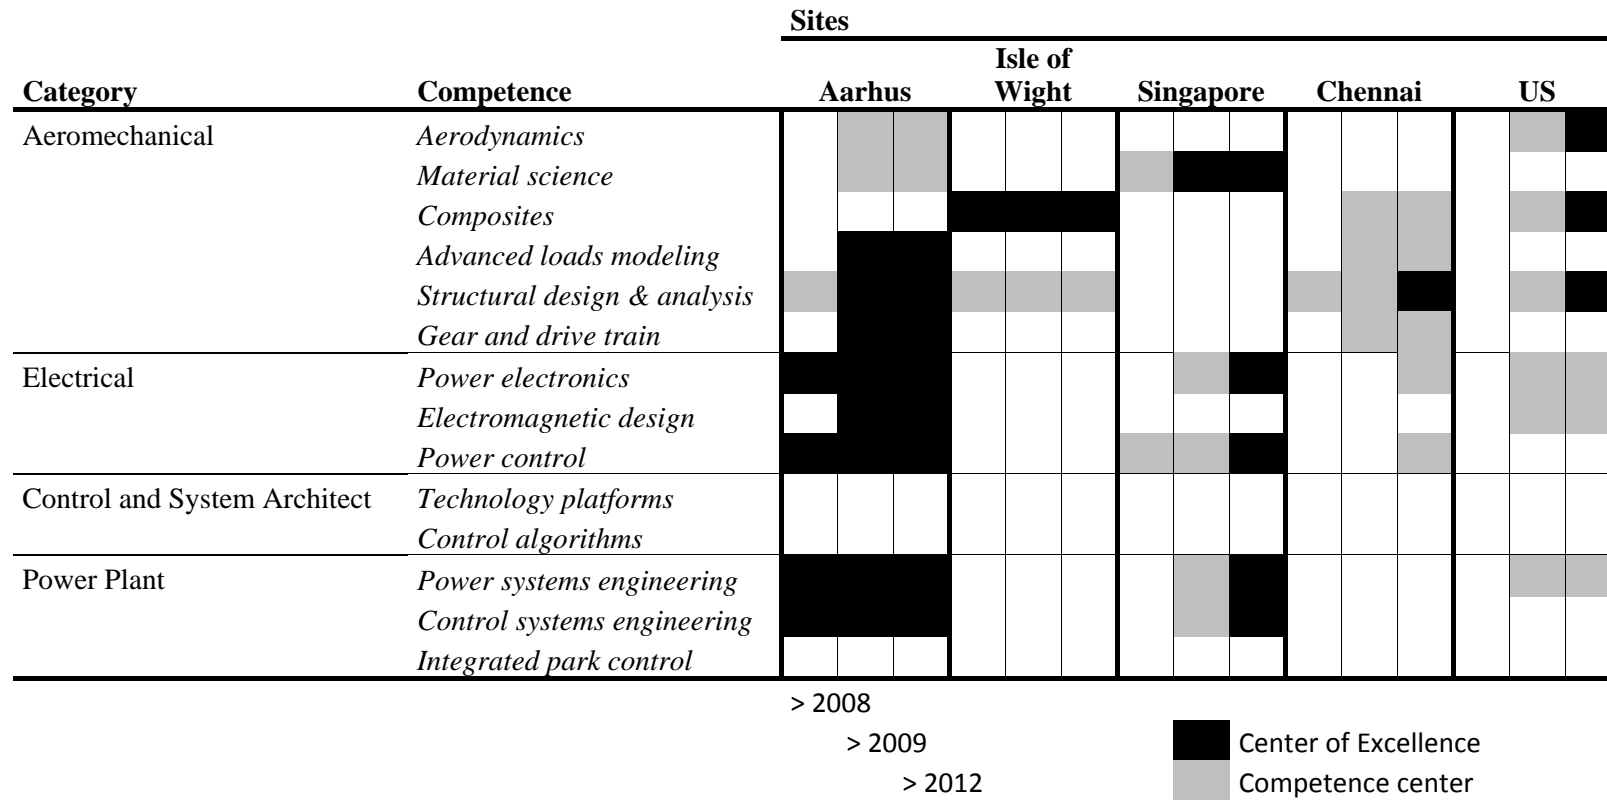 Sites
Category Competence Aarhus Isle of Wight Singapore Chennai US
Aeromechanical Aerodynamics
Material science
Composites
Advanced loads modeling
Structural design & analysis
Gear and drive train
Electrical Power electronics
Electromagnetic design
Power control
Control and System Architect Technology platforms
Control algorithms
Power Plant Power systems engineering
Control systems engineering
Integrated park control
> 2008
> 2009 Center of Excellence
> 2012 Competence center